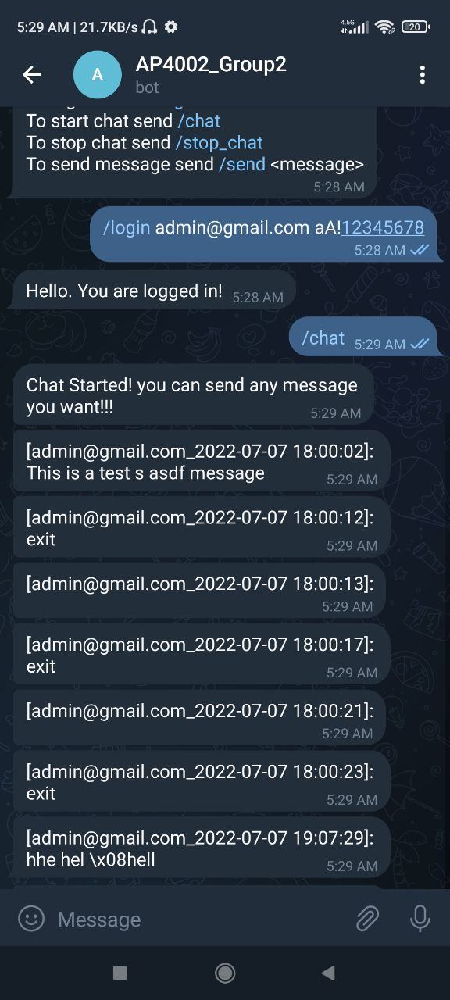 5:29 AM | 21.7KB/s
4.5G
20
A
AP4002_Group2
bot
To start chat send /chat
To stop chat send /stop_chat
To send message send /send <message>
5:28 AM
/login admin@gmail.com aA!12345678
5:28 AM
Hello. You are logged in! 5:28 AM
/chat 5:29 AM
Chat Started! you can send any message
you want!!!
5:29 AM
[admin@gmail.com_2022-07-07 18:00:02]:
This is a test s asdf message
5:29 AM
[admin@gmail.com_2022-07-07 18:00:12]:
exit
5:29 AM
[admin@gmail.com_2022-07-07 18:00:13]:
5:29 AM
[admin@gmail.com_2022-07-07 18:00:17]:
exit
5:29 AM
[admin@gmail.com_2022-07-07 18:00:21]:
5:29 AM
[admin@gmail.com_2022-07-07 18:00:23]:
exit
5:29 AM
[admin@gmail.com_2022-07-07 19:07:29]:
hhe hel \x08hell
5:29 AM
Message